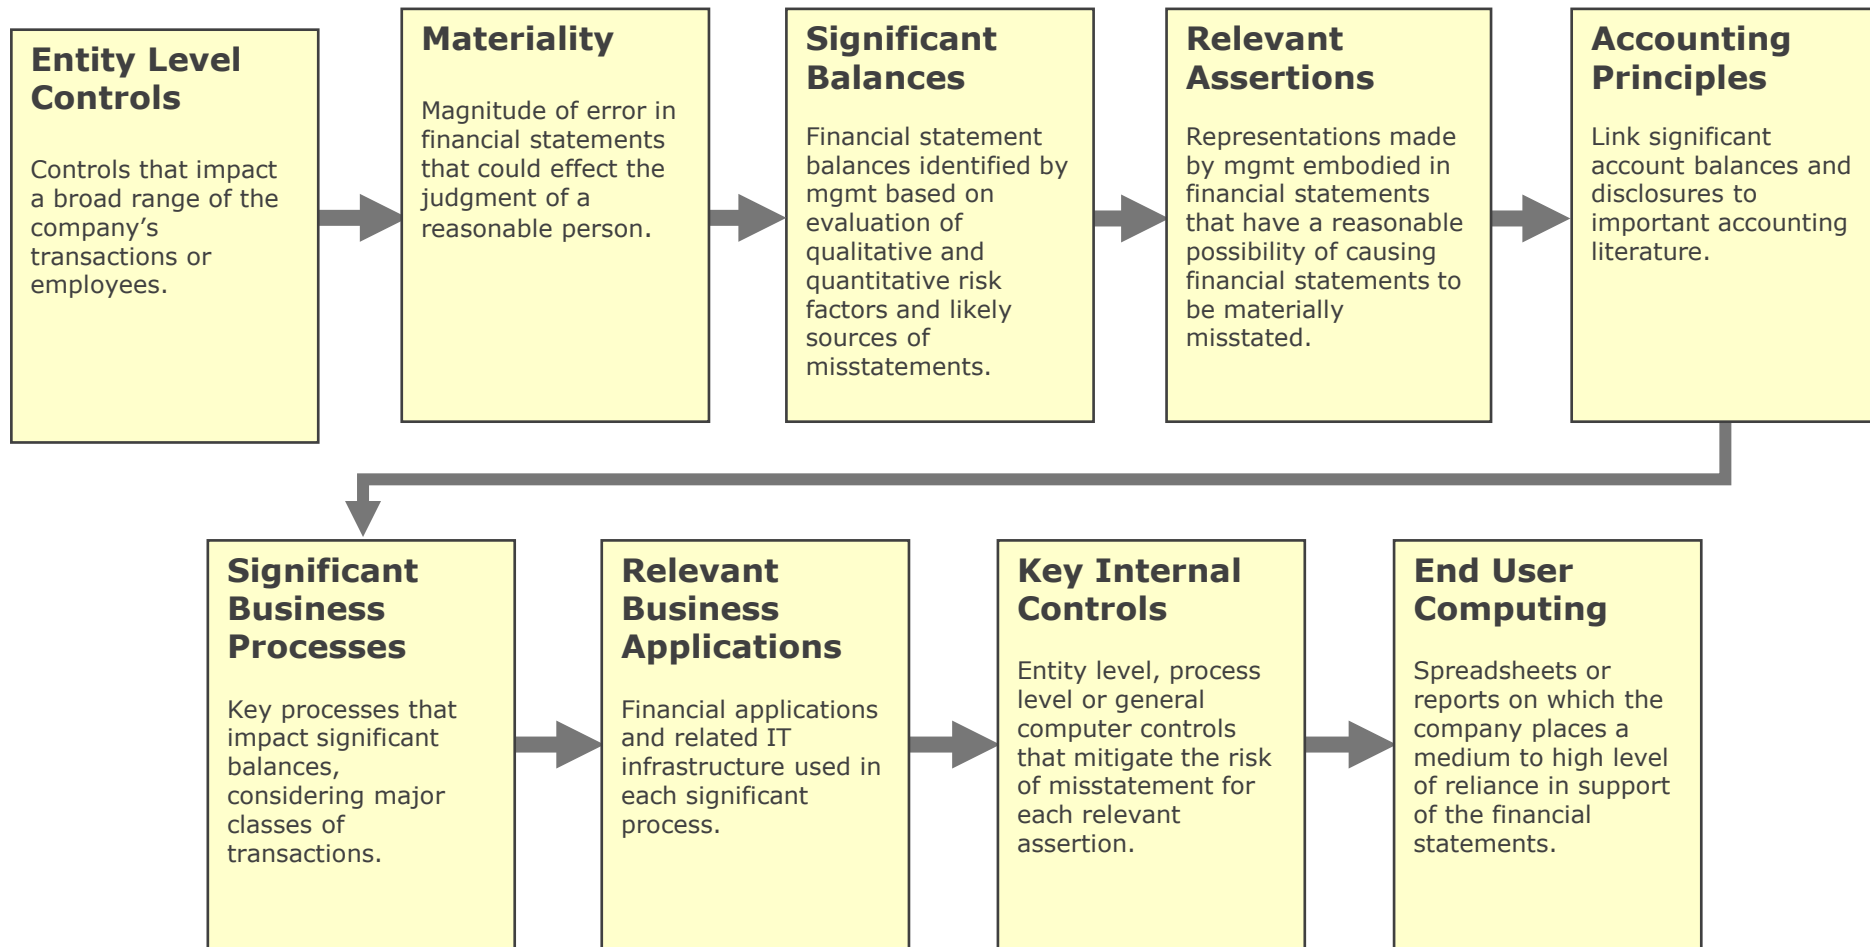 Entity Level
Controls
Controls that impact
a broad range of the
company’s
transactions or
employees.
Materiality
Magnitude of error in
financial statements
that could effect the
judgment of a
reasonable person.
Significant
Balances
Financial statement
balances identified by
mgmt based on
evaluation of
qualitative and
quantitative risk
factors and likely
sources of
misstatements.
Relevant
Assertions
Representations made
by mgmt embodied in
financial statements
that have a reasonable
possibility of causing
financial statements to
be materially
misstated.
Accounting
Principles
Link significant
account balances and
disclosures to
important accounting
literature.
Significant
Business
Processes
Key processes that
impact significant
balances,
considering major
classes of
transactions.
Relevant
Business
Applications
Financial applications
and related IT
infrastructure used in
each significant
process.
Key Internal
Controls
Entity level, process
level or general
computer controls
that mitigate the risk
of misstatement for
each relevant
assertion.
End User
Computing
Spreadsheets or
reports on which the
company places a
medium to high level
of reliance in support
of the financial
statements.